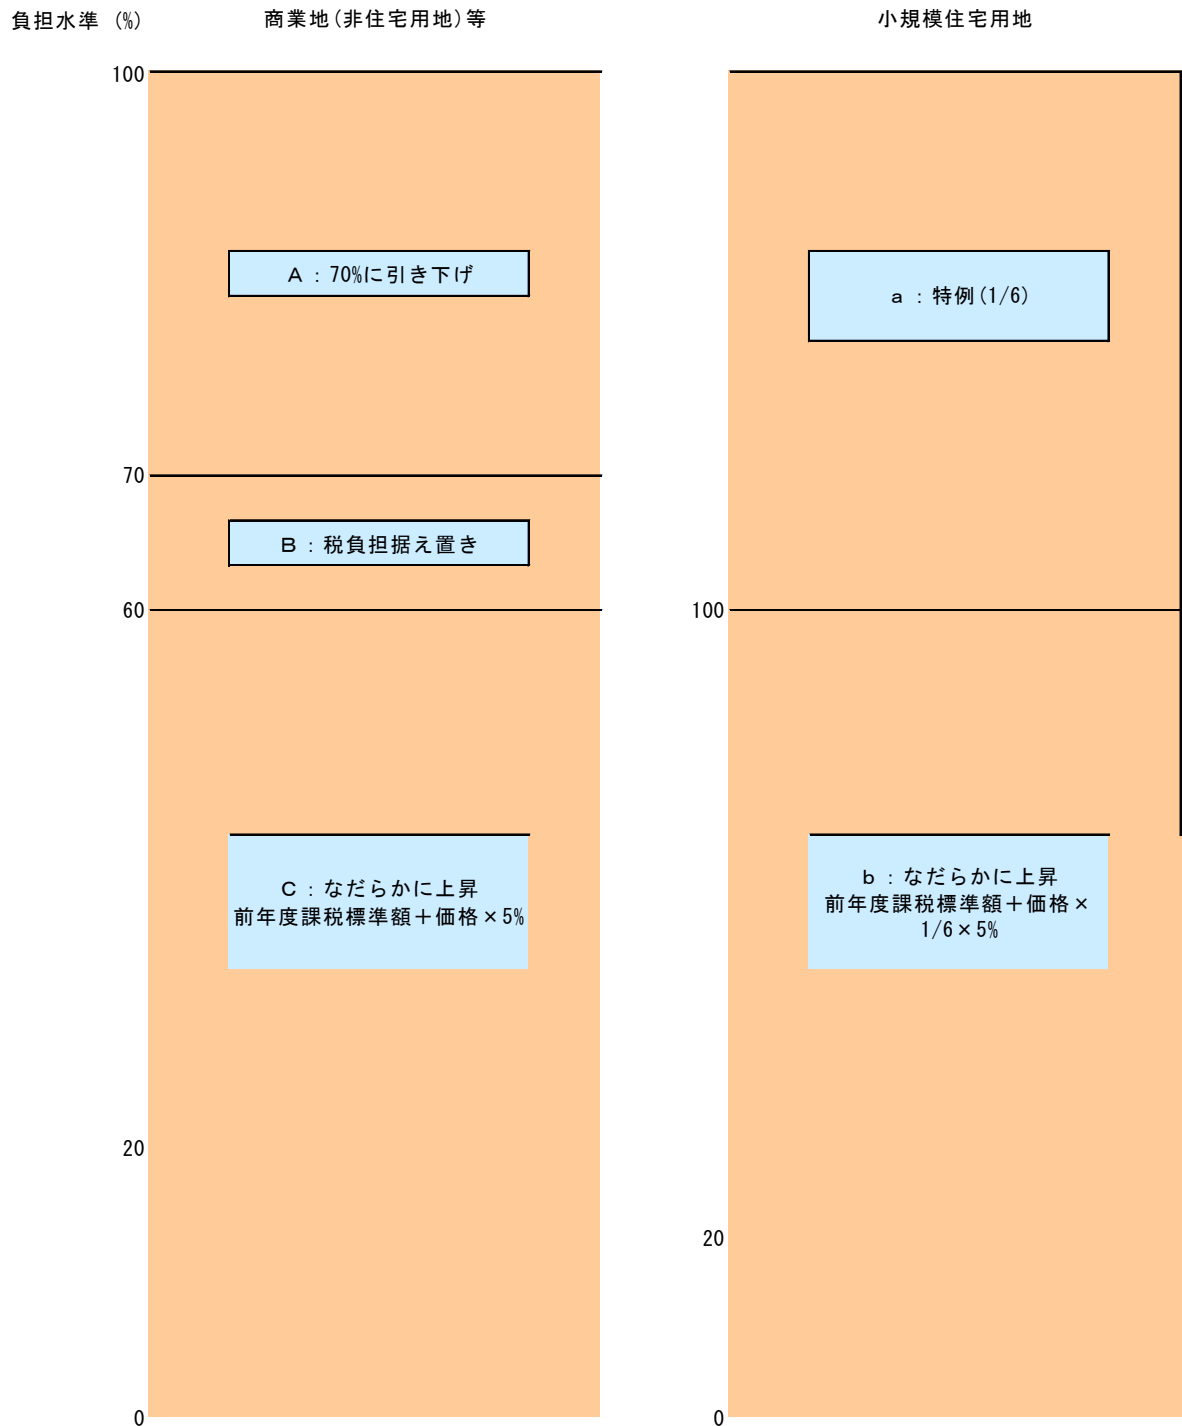 負担水準 (%)
商業地(非住宅用地)等
小規模住宅用地
100
A : 70%に引き下げ
a : 特例(1/6)
70
B : 税負担据え置き
60
100
C : なだらかに上昇
前年度課税標準額＋価格×5%
b : なだらかに上昇
前年度課税標準額＋価格×
1/6×5%
20
20
0
0